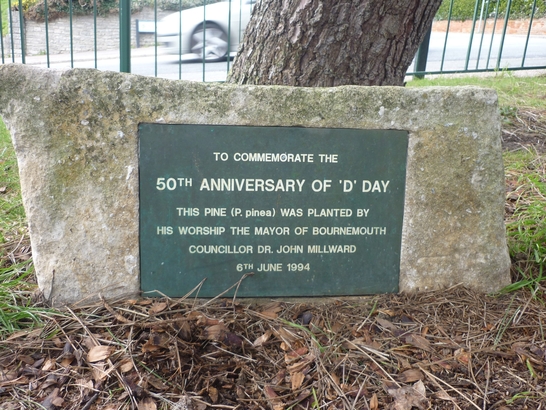 TO COMMEMORATE THE
50TH ANNIVERSARY OF 'D' DAY
THIS PINE (P. pinea) WAS PLANTED BY
HIS WORSHIP THE MAYOR OF BOURNEMOUTH
COUNCILLOR DR. JOHN MILLWARD
6TH JUNE 1994